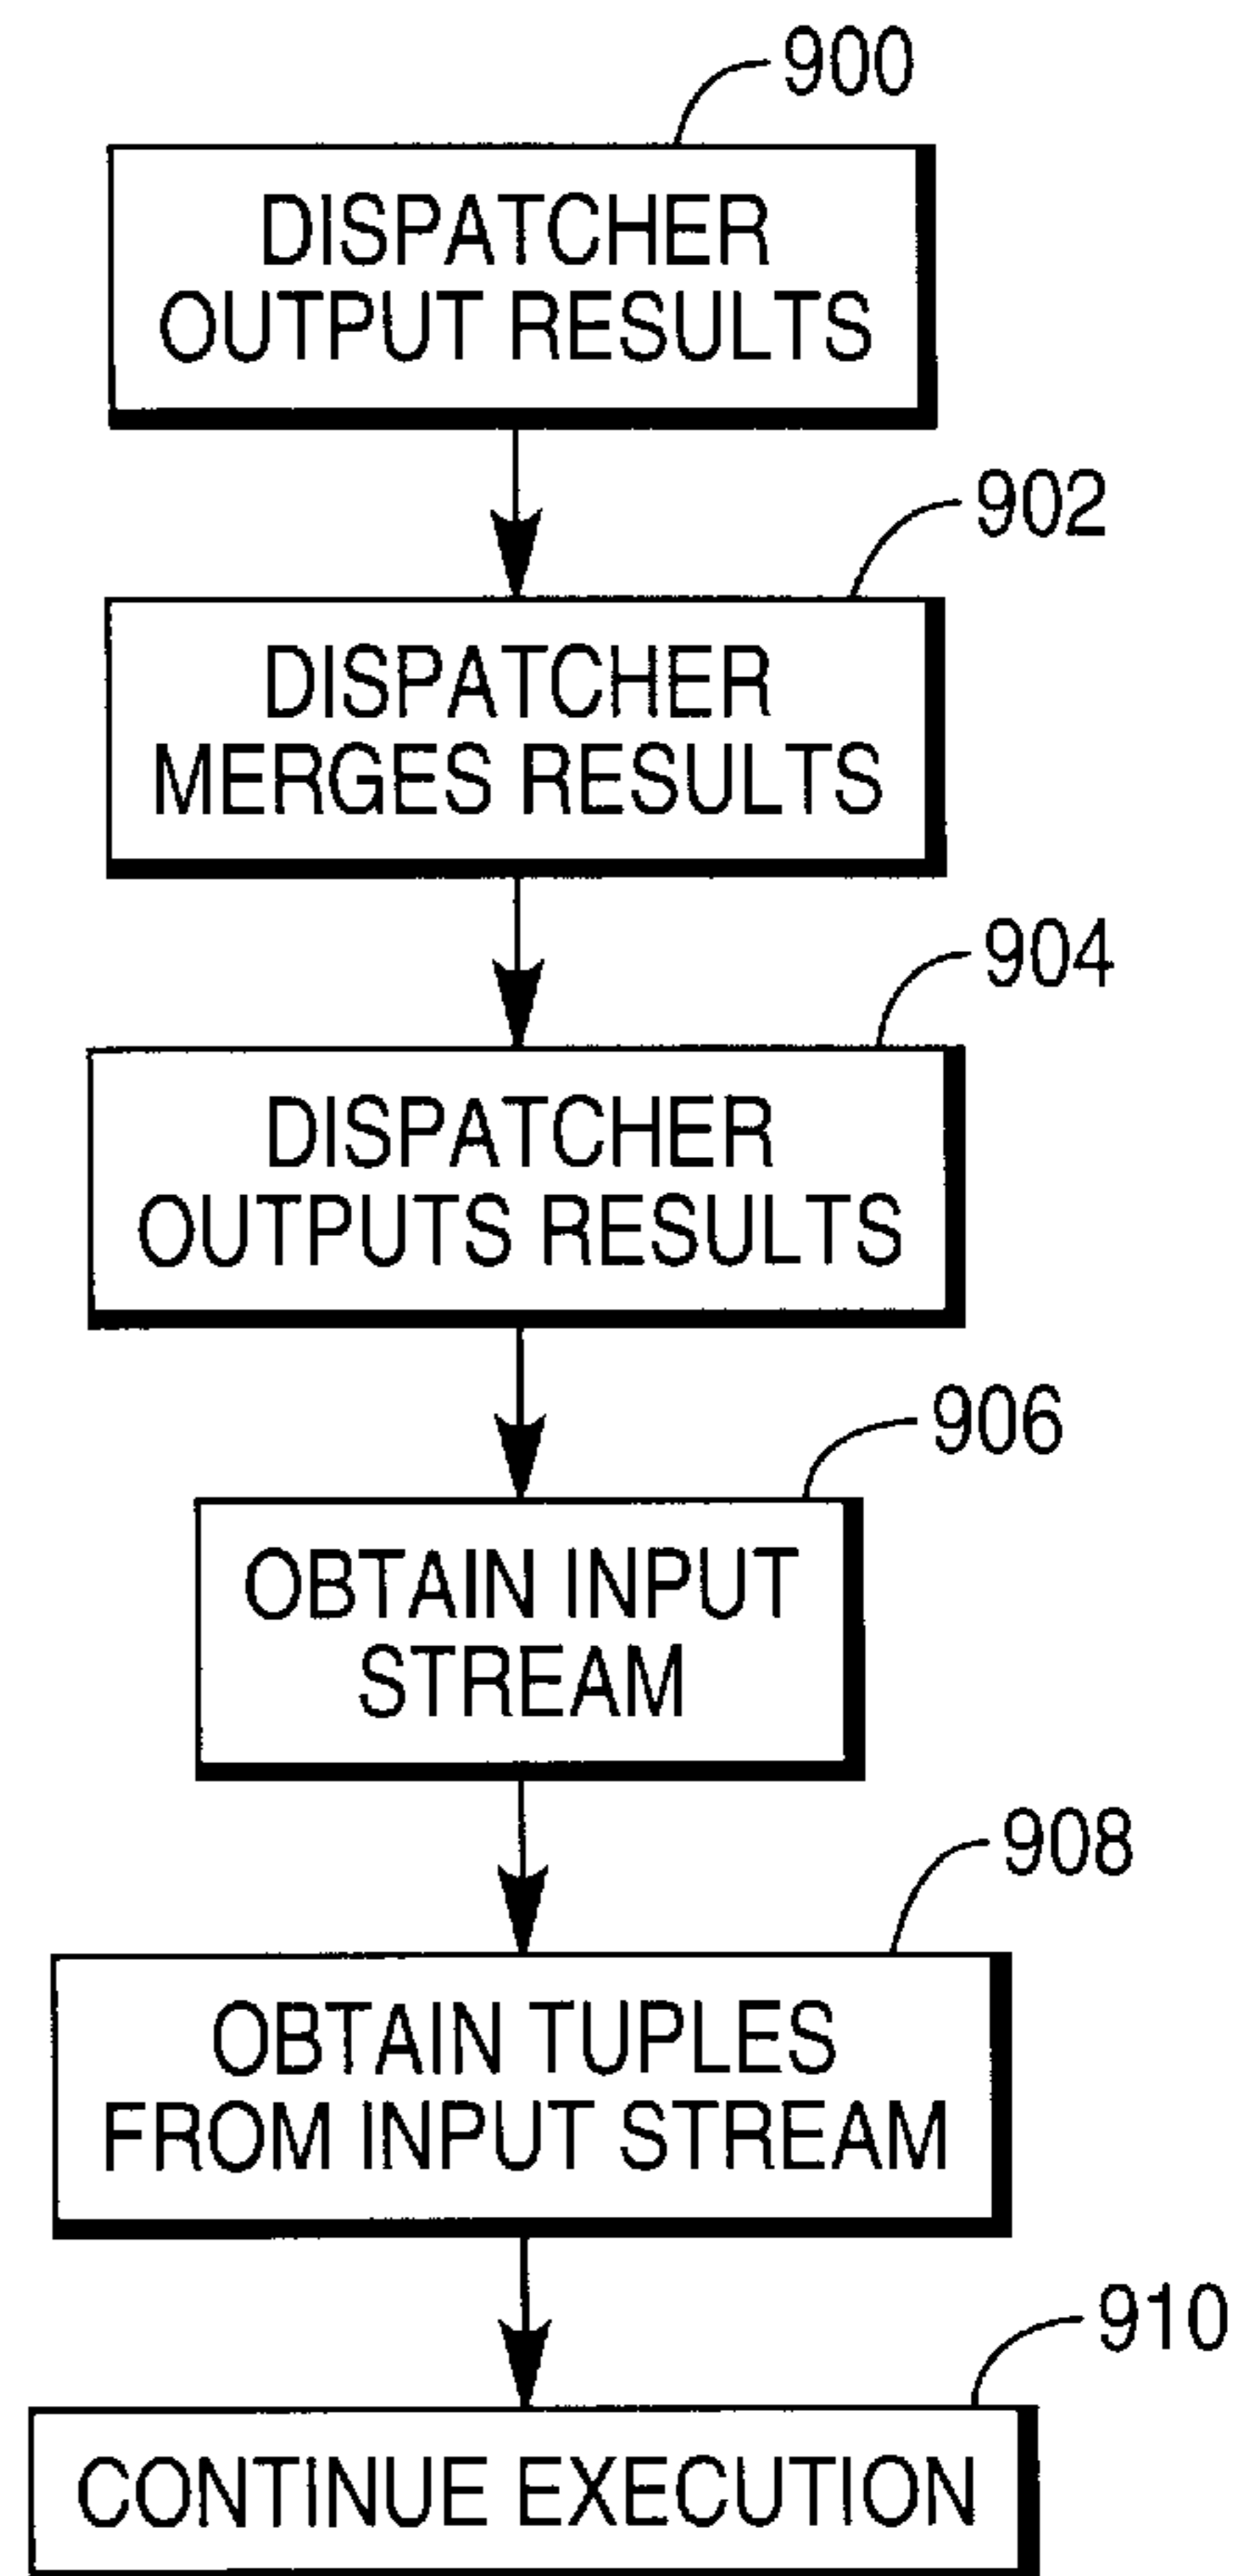 900
DISPATCHER
OUTPUT RESULTS
902
DISPATCHER
MERGES RESULTS
904
DISPATCHER
OUTPUTS RESULTS
906
OBTAIN INPUT
STREAM
908
OBTAIN TUPLES
FROM INPUT STREAM
910
CONTINUE EXECUTION